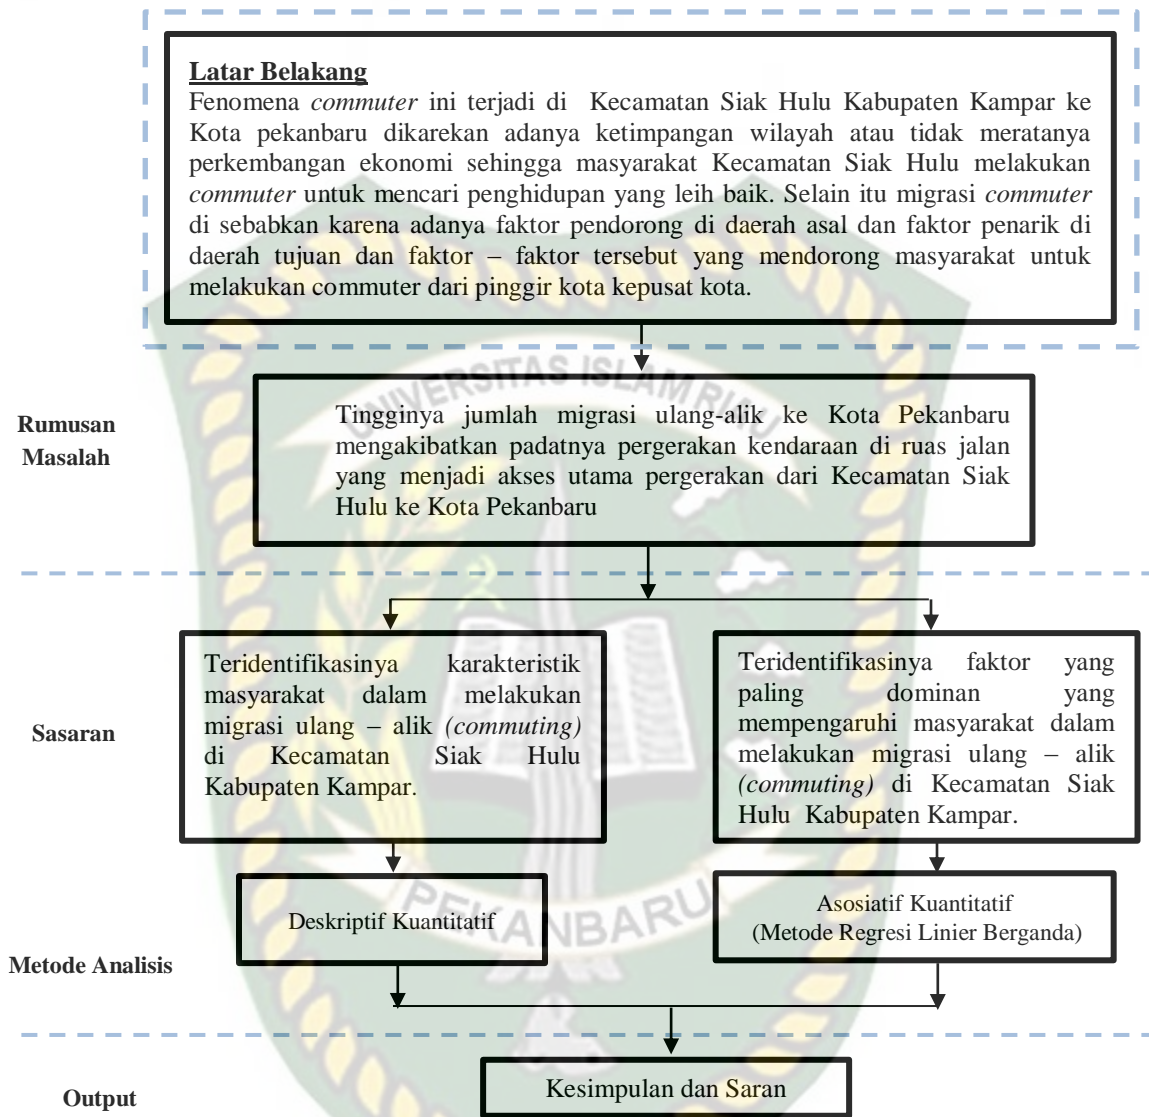 Latar Belakang
Fenomena commuter ini terjadi di Kecamatan Siak Hulu Kabupaten Kampar ke
Kota pekanbaru dikarekan adanya ketimpangan wilayah atau tidak meratanya
perkembangan ekonomi sehingga masyarakat Kecamatan Siak Hulu melakukan
commuter untuk mencari penghidupan yang leih baik. Selain itu migrasi commuter
di sebabkan karena adanya faktor pendorong di daerah asal dan faktor penarik di
daerah tujuan dan faktor – faktor tersebut yang mendorong masyarakat untuk
melakukan commuter dari pinggir kota kepusat kota.
UNIVERSITAS ISLAM RIAU
Rumusan
Masalah
Tingginya jumlah migrasi ulang-alik ke Kota Pekanbaru
mengakibatkan padatnya pergerakan kendaraan di ruas jalan
yang menjadi akses utama pergerakan dari Kecamatan Siak
Hulu ke Kota Pekanbaru
Sasaran
Teridentifikasinya karakteristik
masyarakat dalam melakukan
migrasi ulang – alik (commuting)
di Kecamatan Siak Hulu
Kabupaten Kampar.
Teridentifikasinya faktor yang
paling dominan yang
mempengaruhi masyarakat dalam
melakukan migrasi ulang – alik
(commuting) di Kecamatan Siak
Hulu Kabupaten Kampar.
Metode Analisis
Deskriptif Kuantitatif
Asosiatif Kuantitatif
(Metode Regresi Linier Berganda)
PEKANBARU
Output
Kesimpulan dan Saran